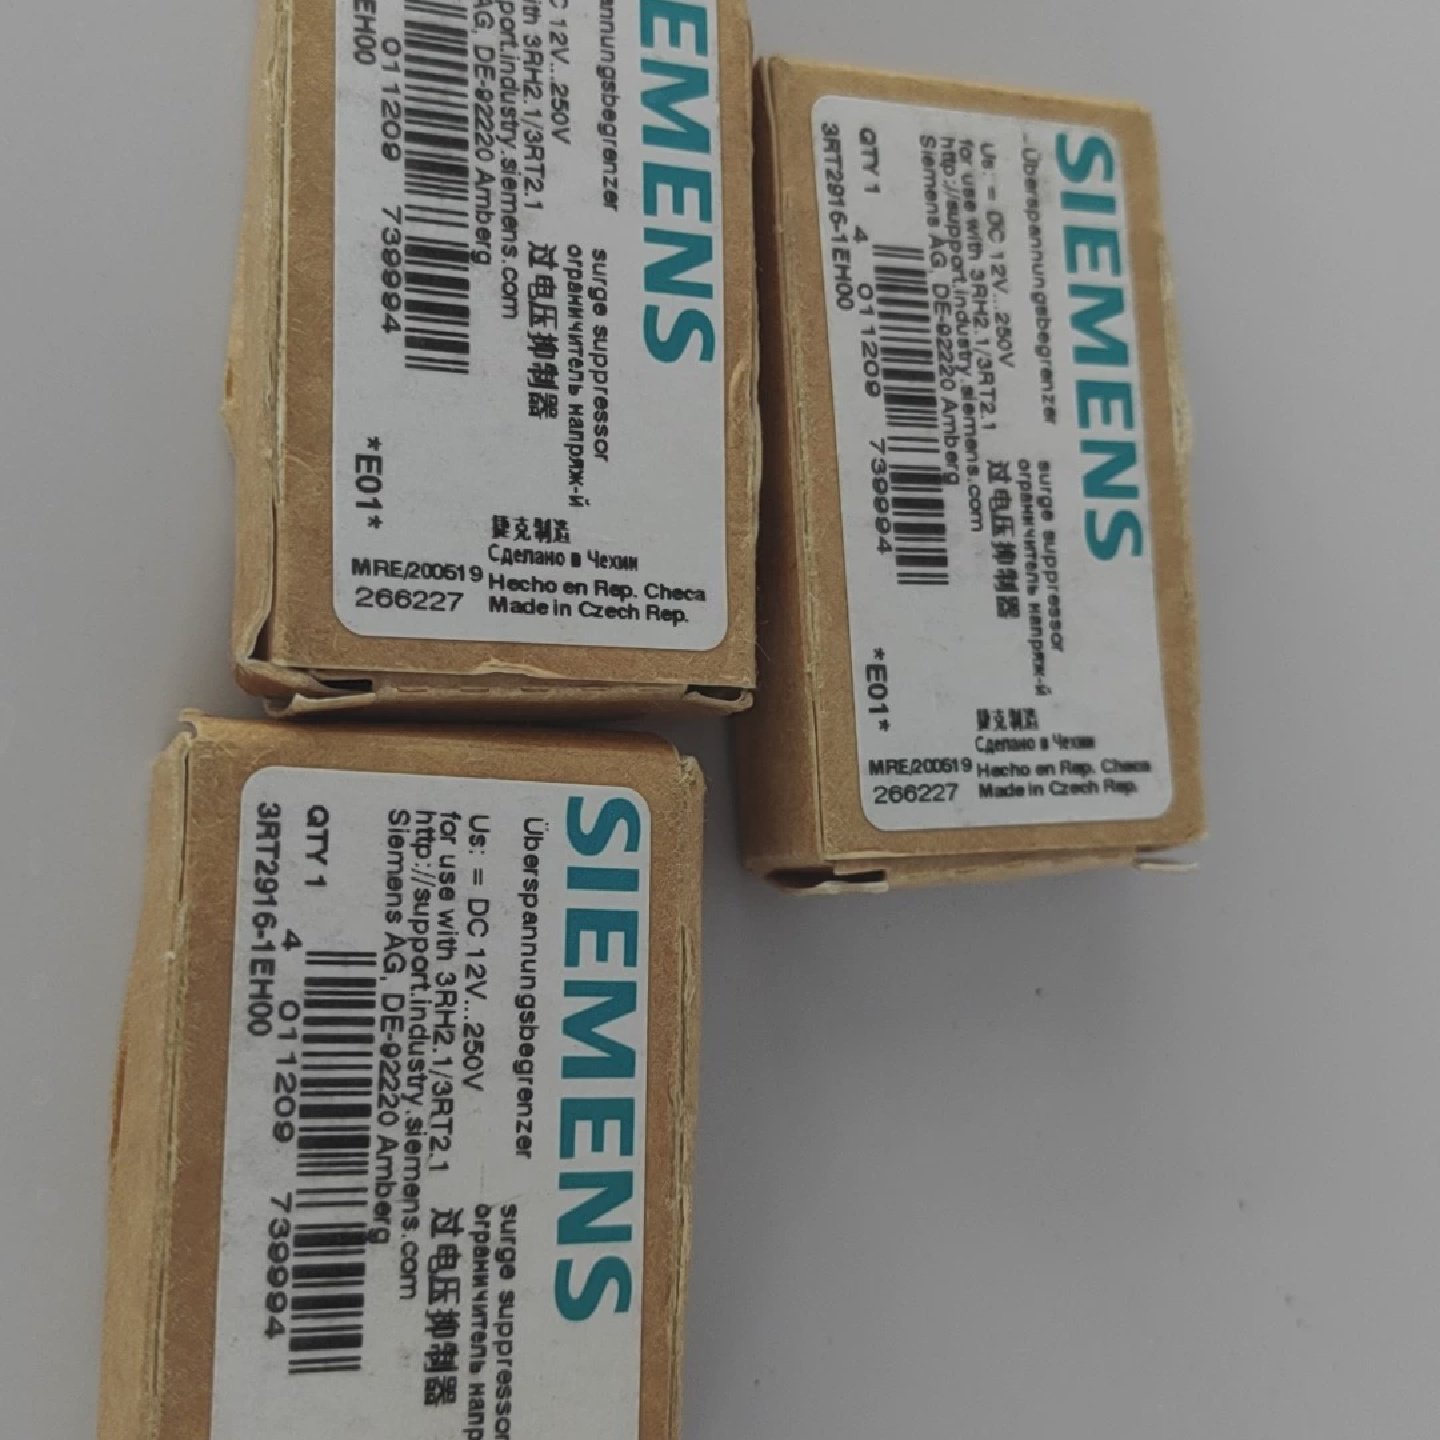 EMENS
annungsbegrenzer
surge suppressor
ограничитель напряж-й
C 12V...250V
过电压抑制器
ith 3RH2.1/3RT2.1
port.industry.siemens.com
AG, DE-92220 Amberg
011209 739994
EH00
*E01*
捷克制造
Сделано в Чехии
MRE/200519 Hecho en Rep. Checa
266227 Made in Czech Rep.
SIEMENS
Überspannungsbegrenzer
surge suppressor
ограничитель напряж-й
Us: = DC 12V...250V
过电压抑制器
for use with 3RH2.1/3RT2.1
http://support.industry.siemens.com
Siemens AG, DE-92220 Amberg
QTY 1
4 011209 739994
3RT2916-1EH00
*E01*
捷克制造
Сделано в Чехии
MRE/200519 Hecho en Rep. Checa
266227 Made in Czech Rep.
SIEMENS
Überspannungsbegrenzer
surge suppressor
ограничитель напр
Us: = DC 12V...250V
过电压抑制器
for use with 3RH2.1/3RT2.1
http://support.industry.siemens.com
Siemens AG, DE-92220 Amberg
QTY 1
4 011209 739994
3RT2916-1EH00